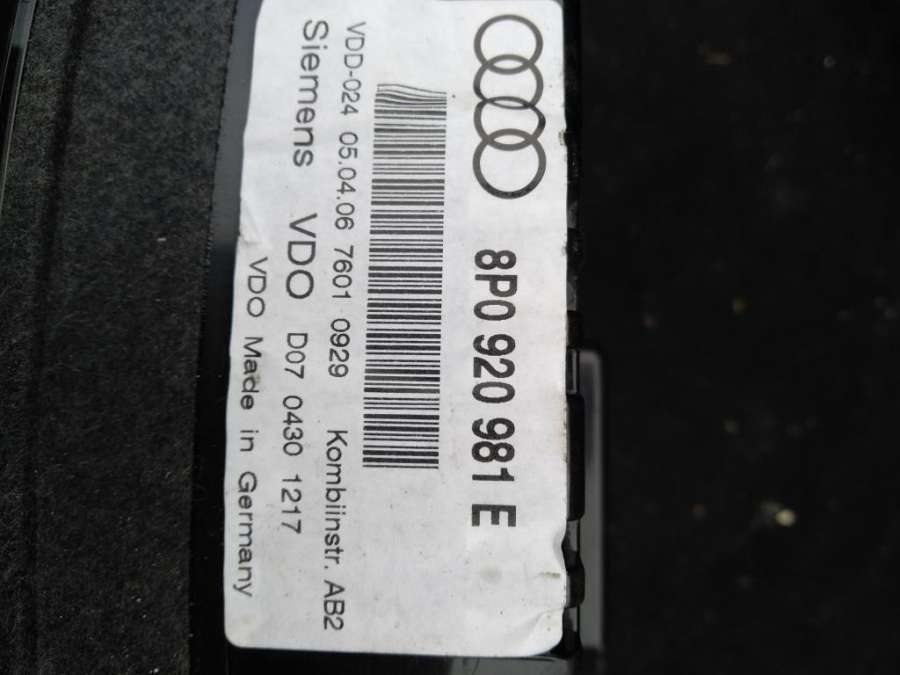 8P0 920 981 E
VDD-024 05.04.06 7601 0929 Kombiinstr. AB2
Siemens VDO D07 0430 1217
VDO Made in Germany